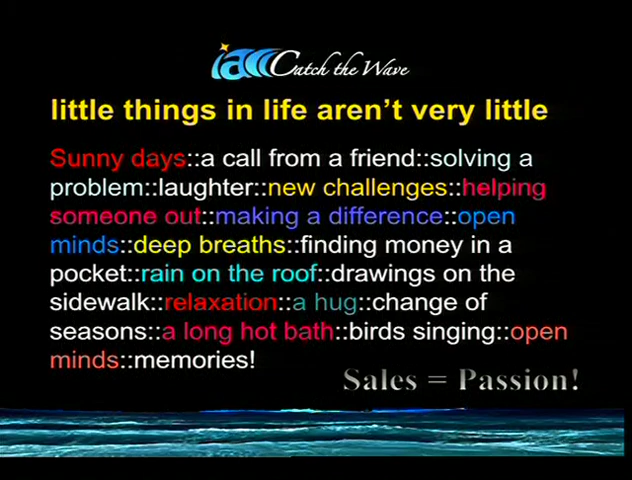 iacc Catch the Wave
little things in life aren't very little
Sunny days::a call from a friend::solving a
problem::laughter::new challenges::helping
someone out::making a difference::open
minds::deep breaths::finding money in a
pocket::rain on the roof::drawings on the
sidewalk::relaxation::a hug::change of
seasons::a long hot bath::birds singing::open
minds::memories!
Sales = Passion!